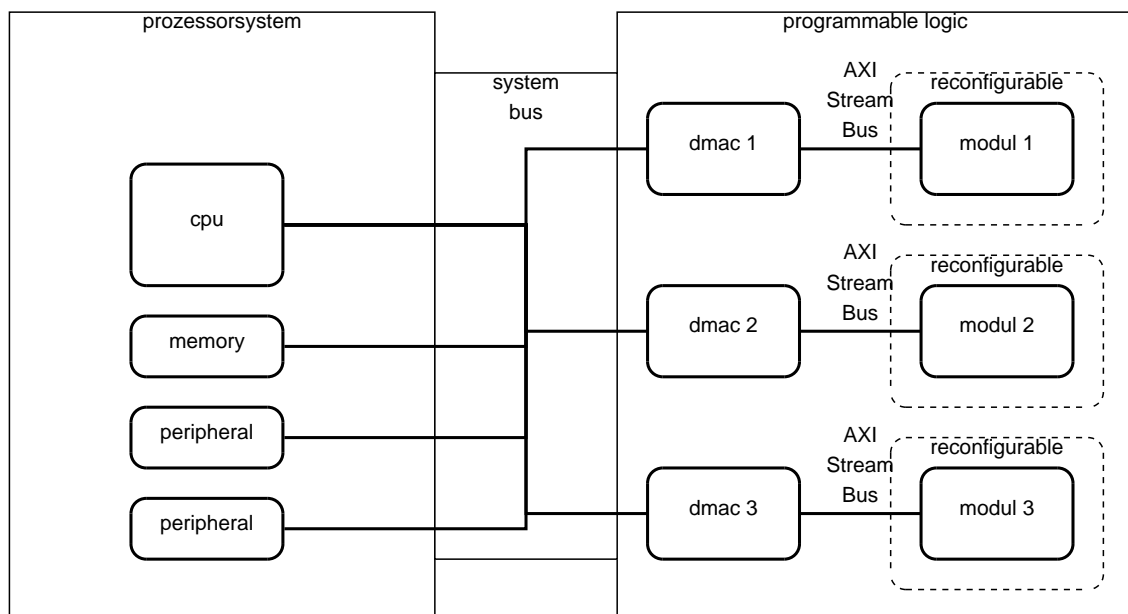 prozessorsystem
programmable logic
system
bus
cpu
memory
peripheral
peripheral
dmac 1
AXI
Stream
Bus
reconfigurable
modul 1
dmac 2
AXI
Stream
Bus
reconfigurable
modul 2
dmac 3
AXI
Stream
Bus
reconfigurable
modul 3